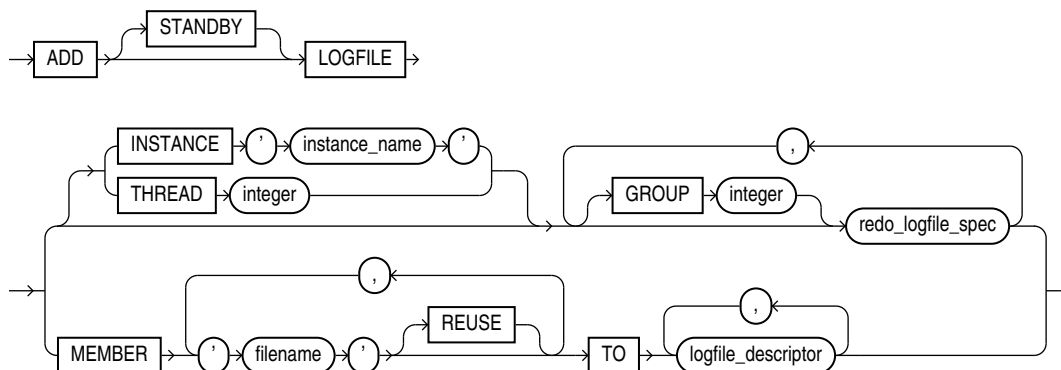 STANDBY
ADD LOGFILE
INSTANCE ' instance_name ' ,
THREAD integer GROUP integer
redo_logfile_spec
, ,
REUSE
MEMBER ' filename ' TO logfile_descriptor